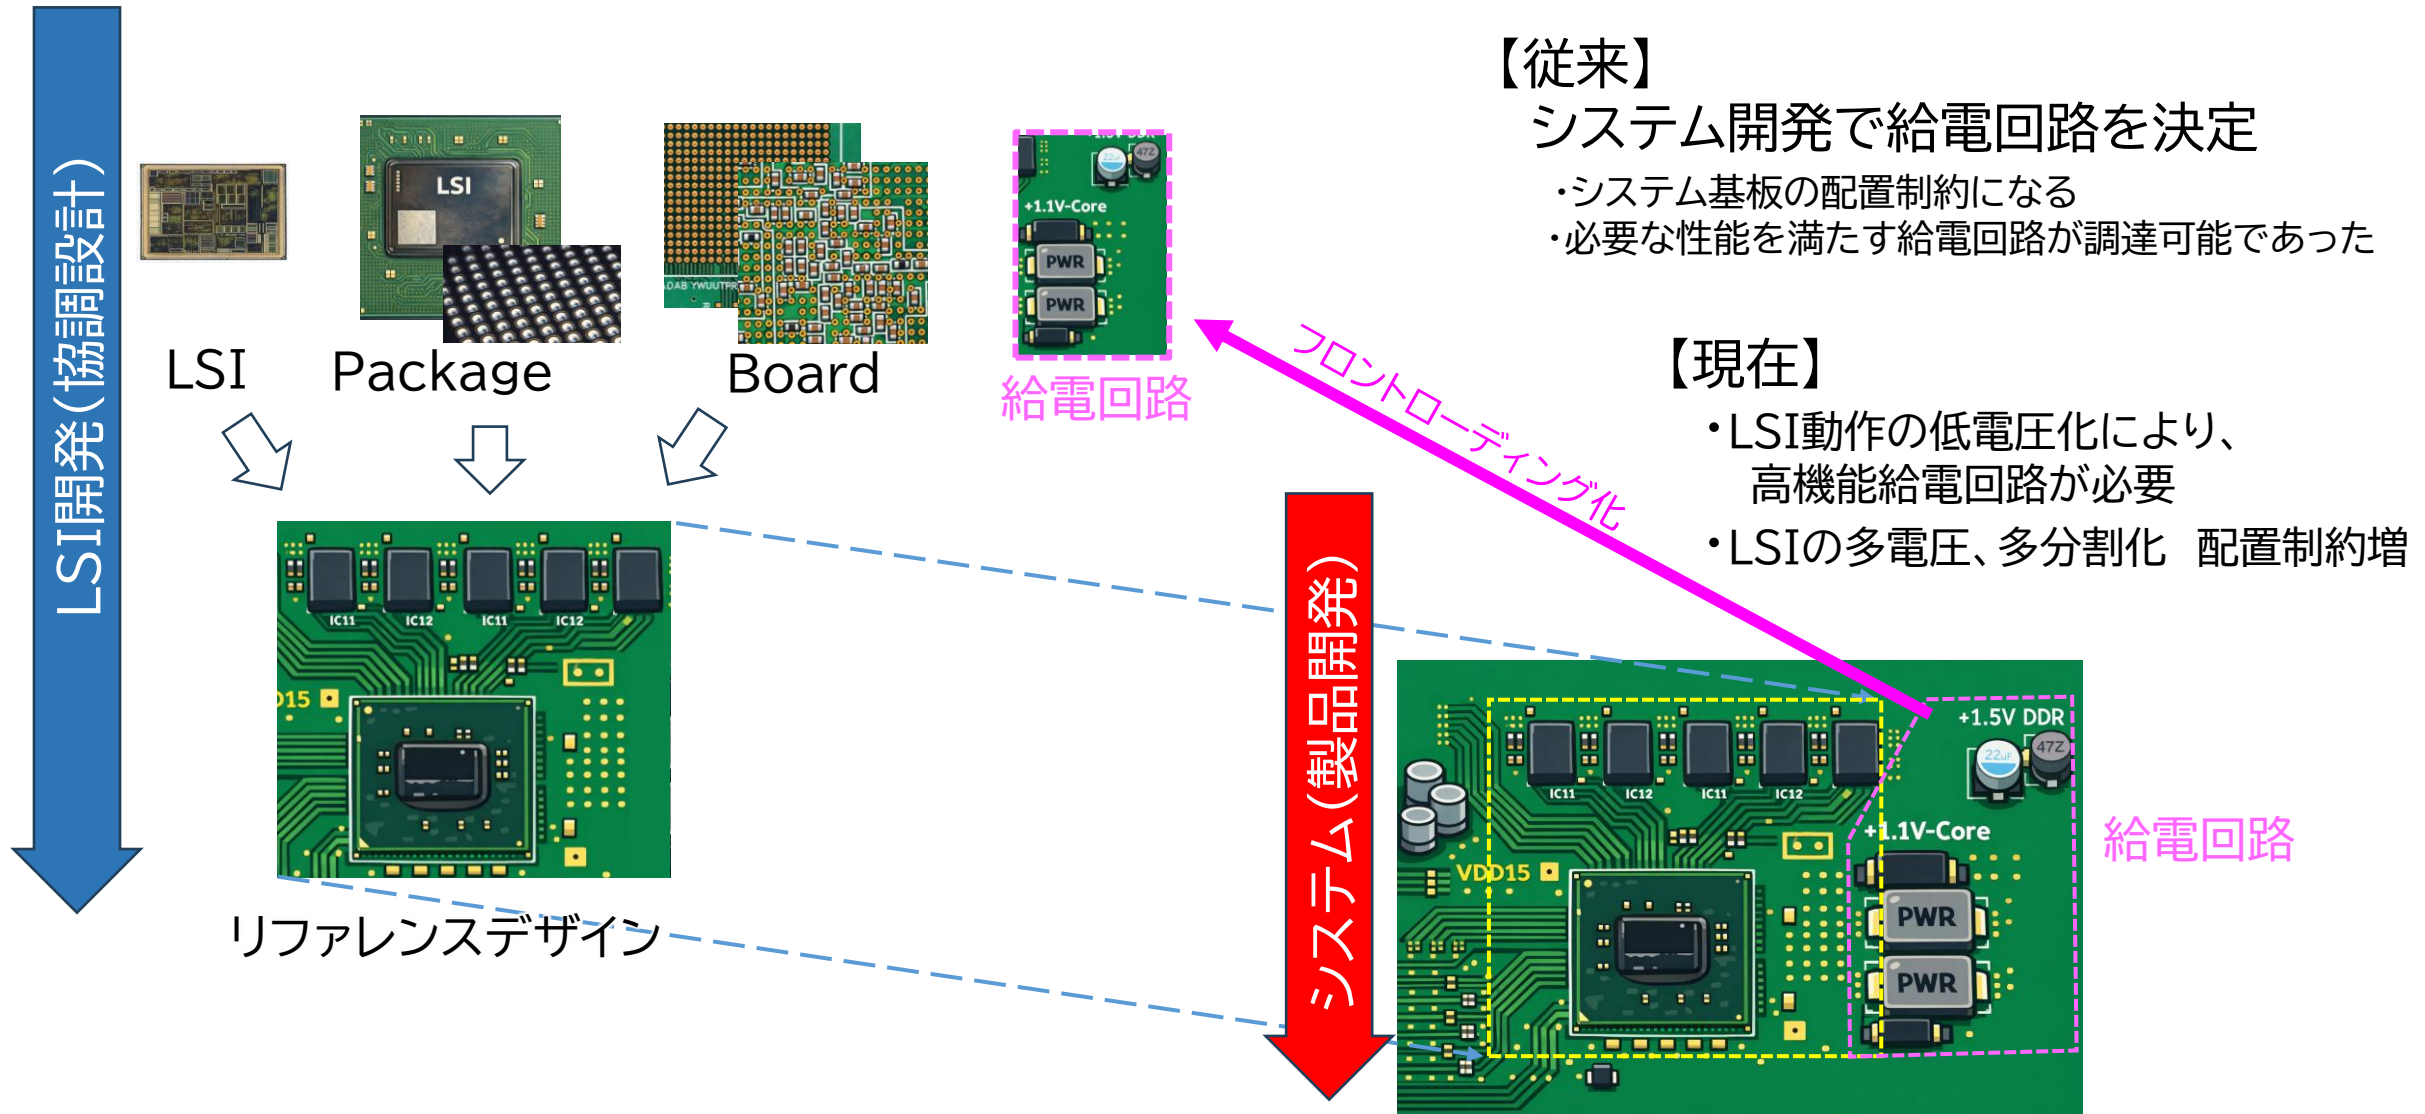 【従来】
システム開発で給電回路を決定
・システム基板の配置制約になる
・必要な性能を満たす給電回路が調達可能であった
LSI開発（協調設計）
LSI
+1.1V-Core
22uF
47Z
PWR
PWR
LSI
Package
Board
給電回路
フロントローディング化
【現在】
・LSI動作の低電圧化により、
高機能給電回路が必要
・LSIの多電圧、多分割化　配置制約増
IC11
IC12
IC11
IC12
リファレンスデザイン
システム（製品開発）
+1.5V DDR
22uF
47Z
IC11
IC12
IC11
IC12
+1.1V-Core
VDD15
PWR
PWR
給電回路